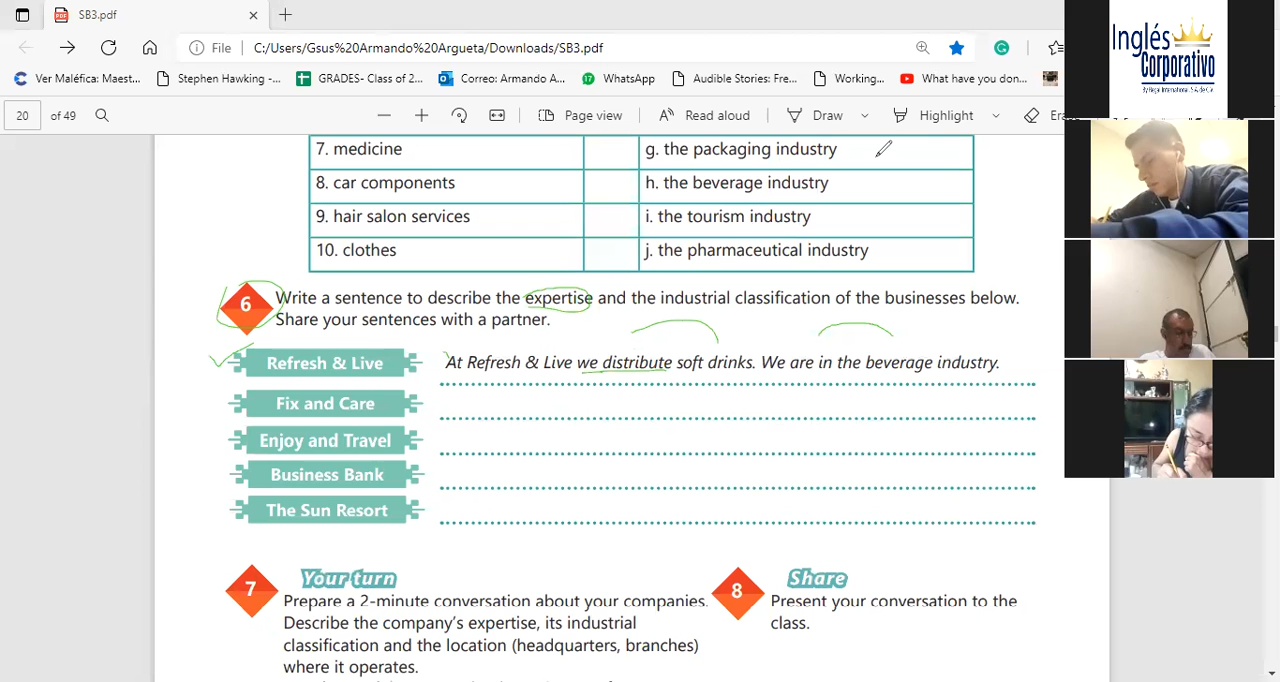 SB3.pdf
File
C:/Users/Gsus%20Armando%20Argueta/Downloads/SB3.pdf
Ver Maléfica: Maest...
Stephen Hawking -...
GRADES- Class of 2...
Correo: Armando A...
WhatsApp
Audible Stories: Fre...
Working...
What have you don...
20 of 49
Page view
Read aloud
Draw
Highlight
Inglés
Corporativo
7. medicine
g. the packaging industry
8. car components
h. the beverage industry
9. hair salon services
i. the tourism industry
10. clothes
j. the pharmaceutical industry
6
Write a sentence to describe the expertise and the industrial classification of the businesses below.
Share your sentences with a partner.
Refresh & Live
At Refresh & Live we distribute soft drinks. We are in the beverage industry.
Fix and Care
Enjoy and Travel
Business Bank
The Sun Resort
7
Your turn
Prepare a 2-minute conversation about your companies.
Describe the company's expertise, its industrial
classification and the location (headquarters, branches)
where it operates.
8
Share
Present your conversation to the
class.